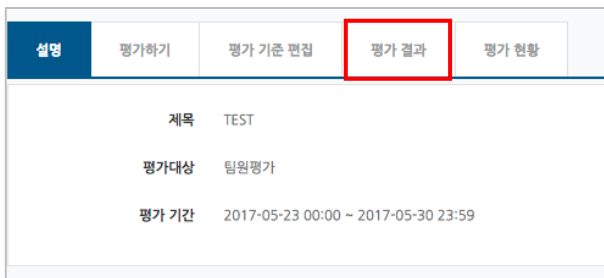 설명 평가하기 평가 기준 편집 평가 결과 평가 현황
제목 TEST
평가대상 팀원평가
평가 기간 2017-05-23 00:00 ~ 2017-05-30 23:59